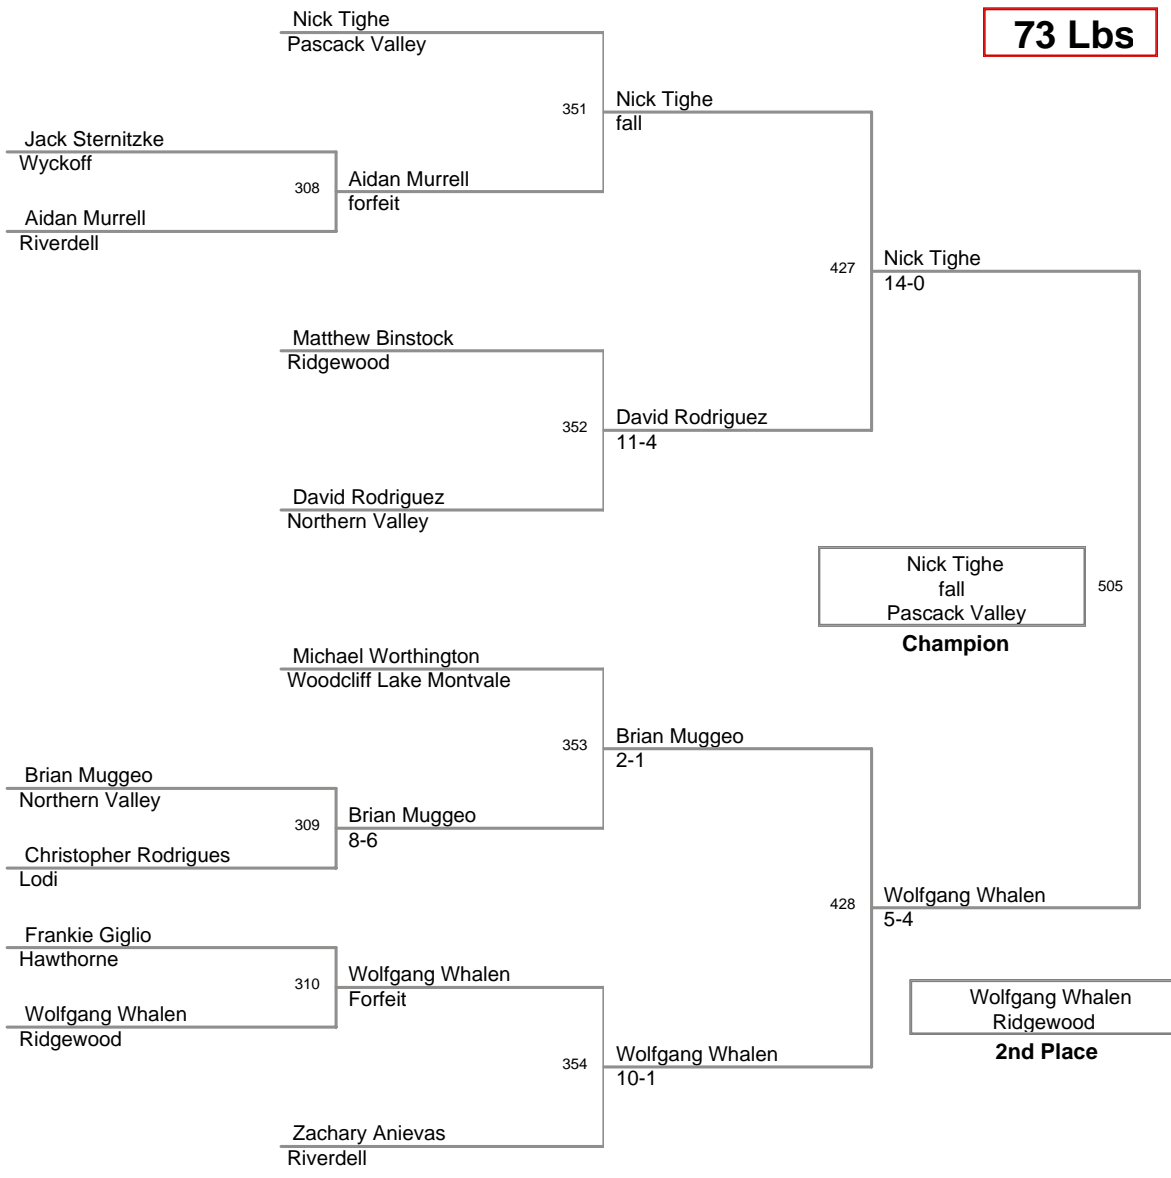 Nick Tighe
Pascack Valley
73 Lbs
351
Nick Tighe
fall
Jack Sternitzke
Wyckoff
308
Aidan Murrell
forfeit
Aidan Murrell
Riverdell
427
Nick Tighe
14-0
Matthew Binstock
Ridgewood
352
David Rodriguez
11-4
David Rodriguez
Northern Valley
Nick Tighe
fall
Pascack Valley
505
Champion
Michael Worthington
Woodcliff Lake Montvale
353
Brian Muggeo
2-1
Brian Muggeo
Northern Valley
309
Brian Muggeo
8-6
Christopher Rodrigues
Lodi
428
Wolfgang Whalen
5-4
Frankie Giglio
Hawthorne
310
Wolfgang Whalen
Forfeit
Wolfgang Whalen
Ridgewood
Wolfgang Whalen
Ridgewood
2nd Place
354
Wolfgang Whalen
10-1
Zachary Anievas
Riverdell